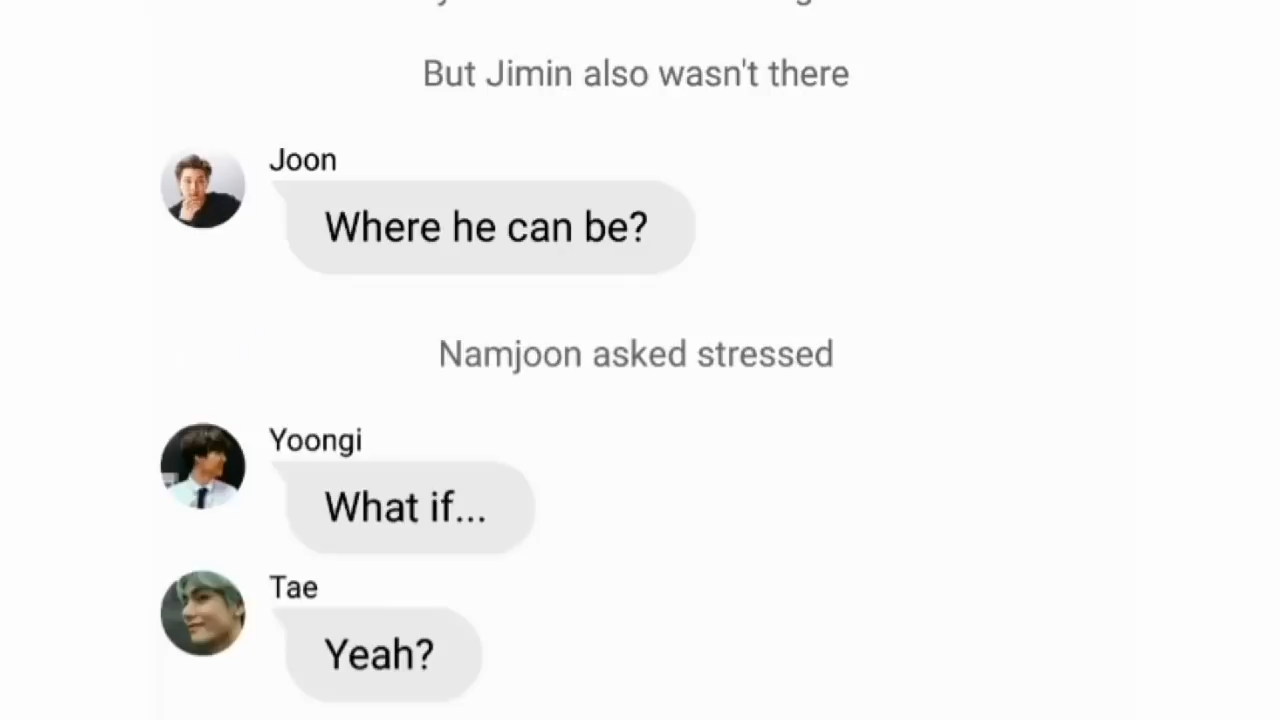 But Jimin also wasn't there
Joon
Where he can be?
Namjoon asked stressed
Yoongi
What if...
Tae
Yeah?